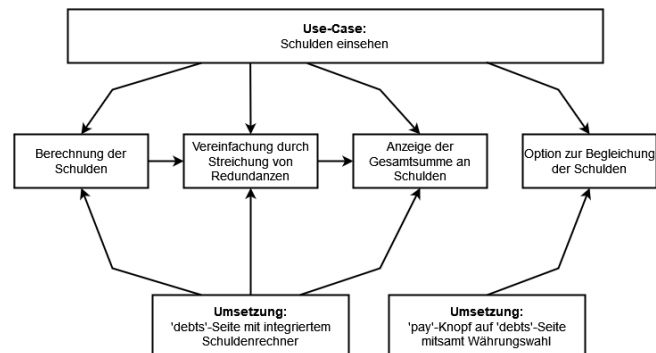 Use-Case:
Schulden einsehen
Berechnung der
Schulden
Vereinfachung durch
Streichung von
Redundanzen
Anzeige der
Gesamtsumme an
Schulden
Option zur Begleichung
der Schulden
Umsetzung:
'debts'-Seite mit integriertem
Schuldenrechner
Umsetzung:
'pay'-Knopf auf 'debts'-Seite
mitsamt Währungswahl